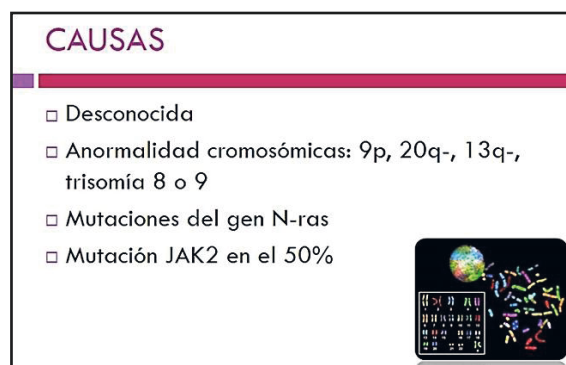 CAUSAS
□ Desconocida
□ Anormalidad cromosómicas: 9p, 20q-, 13q-,
trisomía 8 o 9
□ Mutaciones del gen N-ras
□ Mutación JAK2 en el 50%